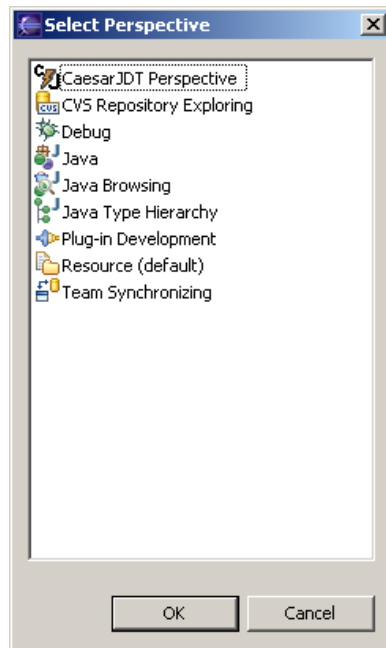 Select Perspective
CaesarJDT Perspective
CVS Repository Exploring
Debug
Java
Java Browsing
Java Type Hierarchy
Plug-in Development
Resource (default)
Team Synchronizing
OK Cancel